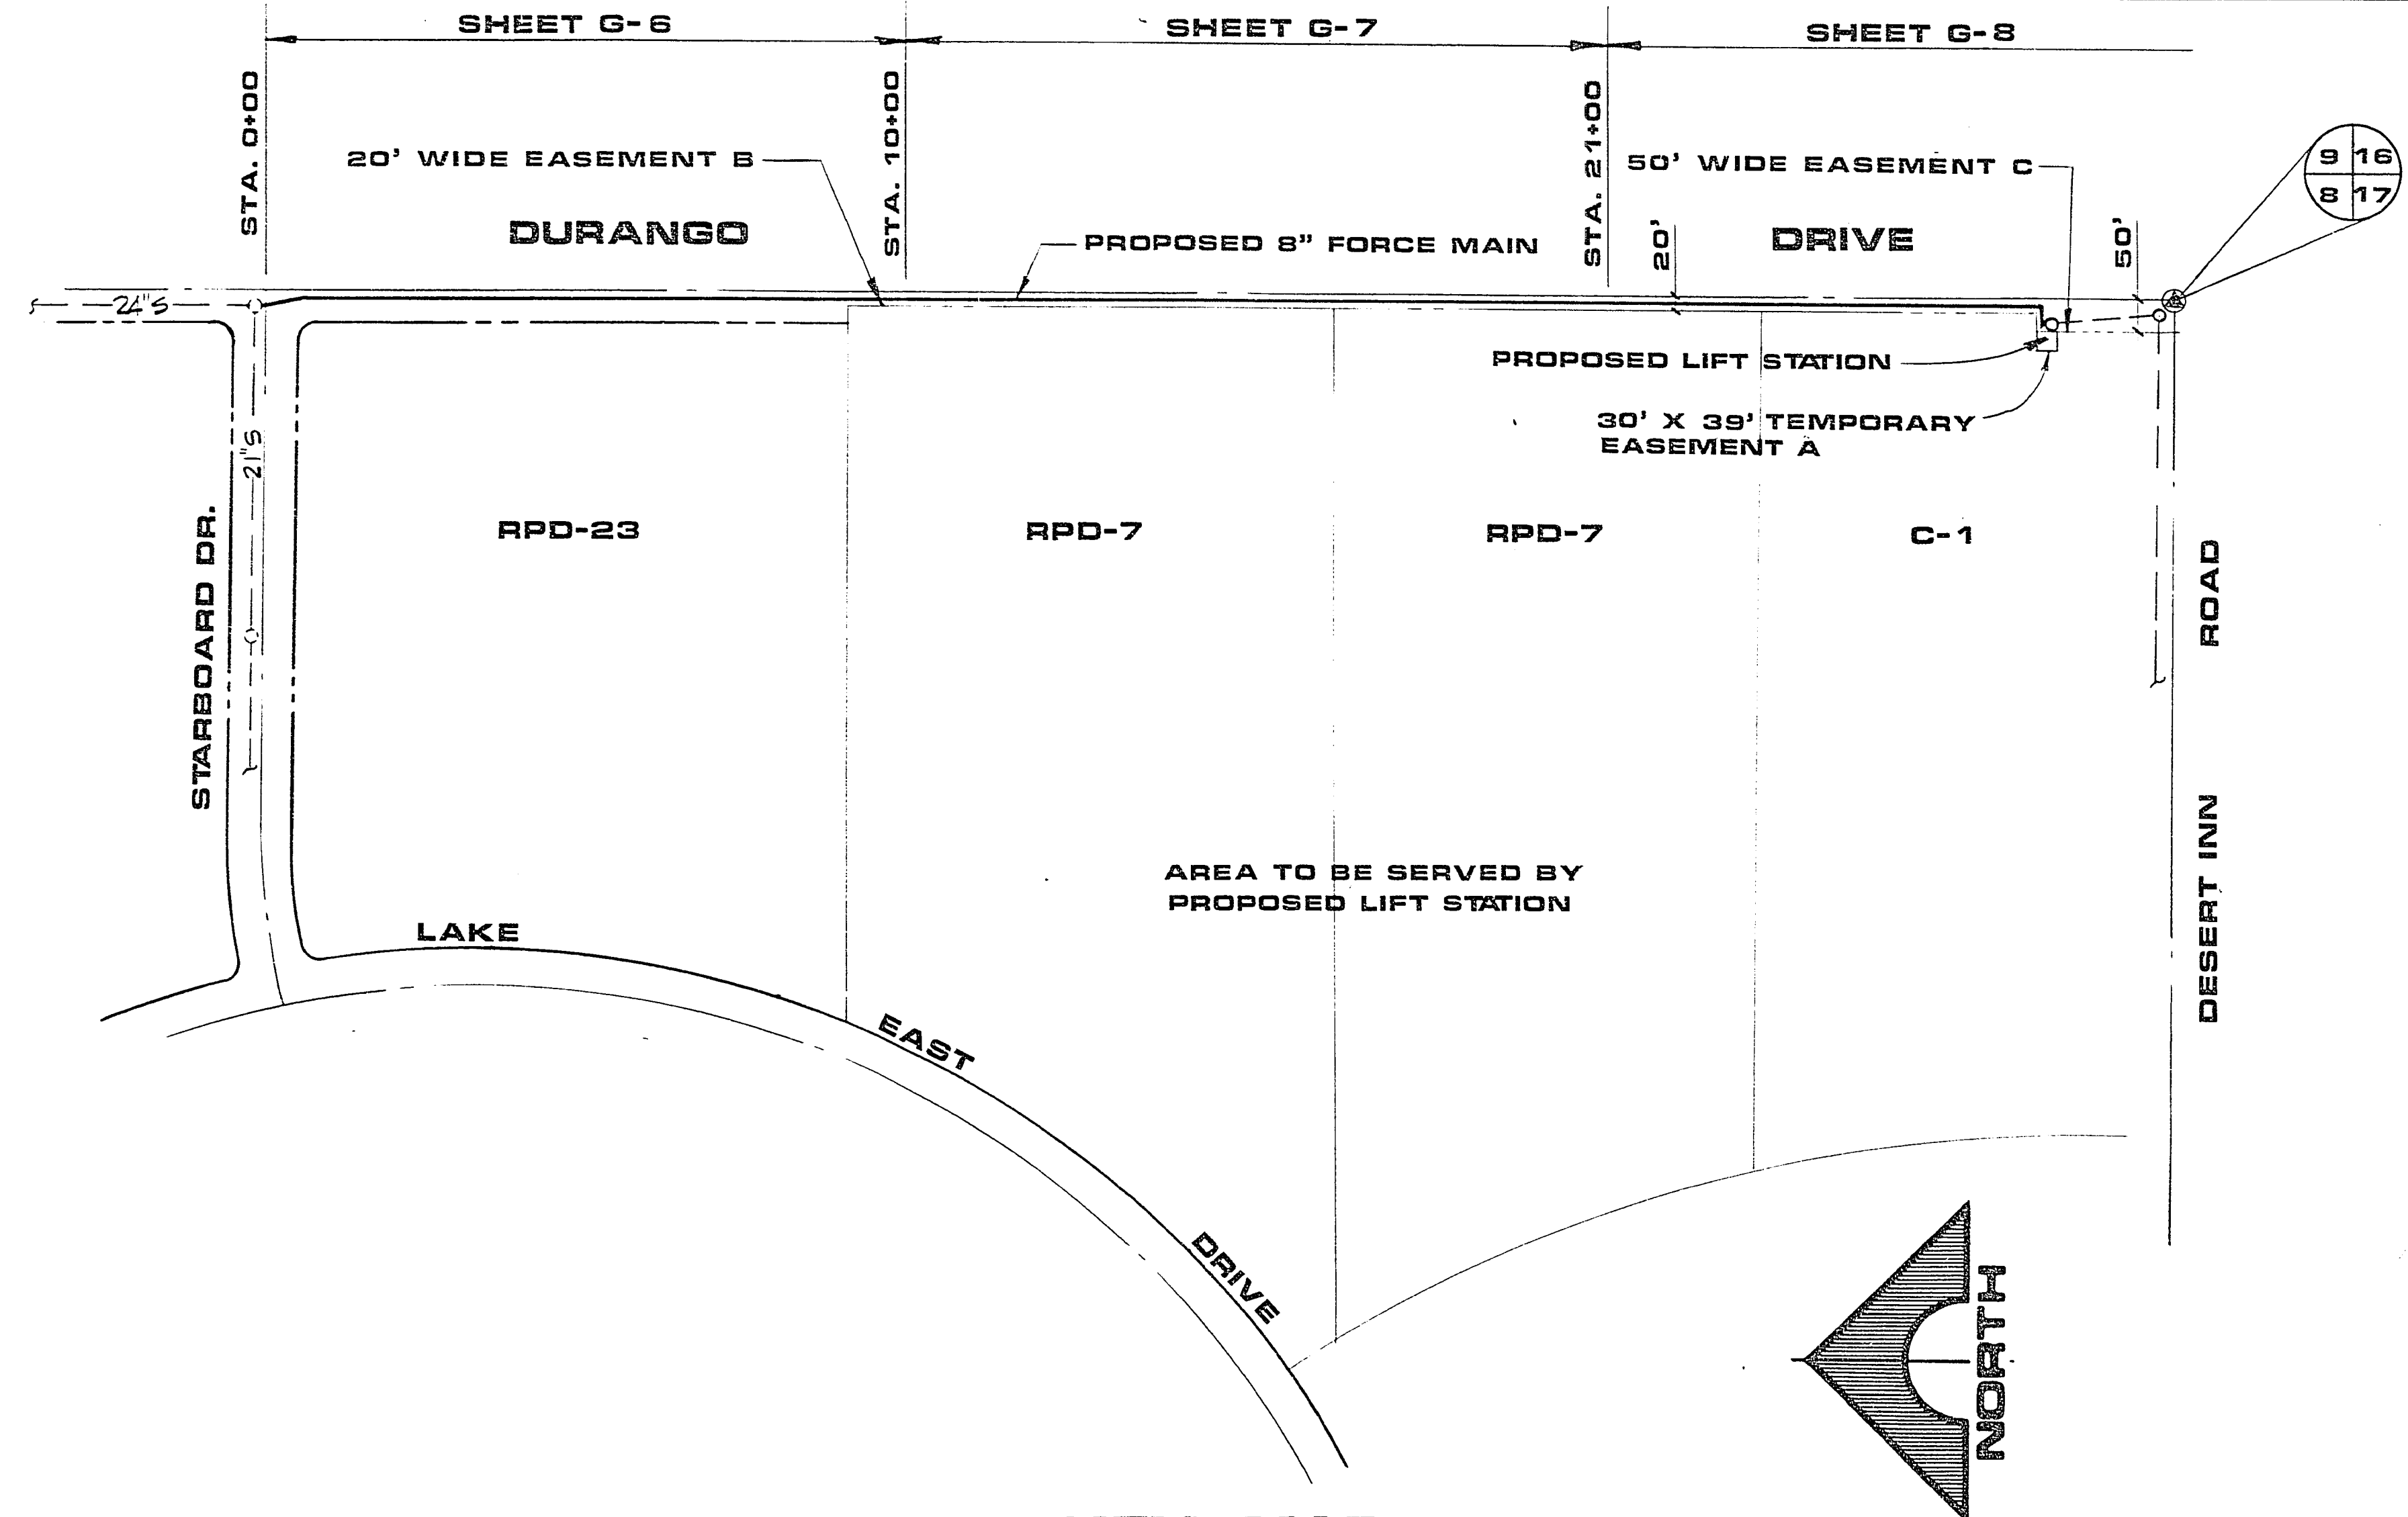 SHEET G-6
SHEET G-7
SHEET G-8
STA. 0+00
STA. 10+00
STA. 21+00
20' WIDE EASEMENT B
50' WIDE EASEMENT C
9 16
8 17
DURANGO
DRIVE
PROPOSED 8" FORCE MAIN
20'
50'
24"S
21"S
PROPOSED LIFT STATION
30' X 39' TEMPORARY
EASEMENT A
STARBOARD DR.
RPD-23
RPD-7
RPD-7
C-1
DESERT INN ROAD
AREA TO BE SERVED BY
PROPOSED LIFT STATION
LAKE
EAST
DRIVE
NORTH